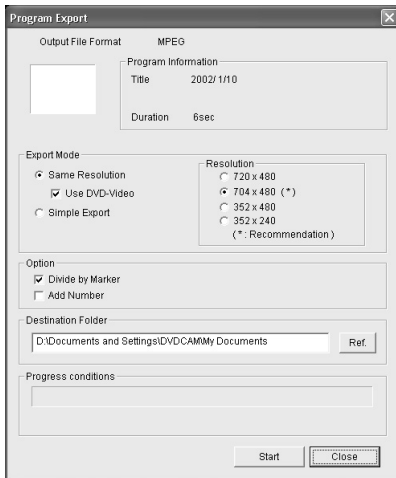 Program Export
Output File Format MPEG
Program Information
Title 2002/ 1/10
Duration 6sec
Export Mode
Same Resolution
Use DVD-Video
Simple Export
Resolution
720 x 480
704 x 480 (*)
352 x 480
352 x 240
(*: Recommendation)
Option
Divide by Marker
Add Number
Destination Folder
D:\Documents and Settings\DVDCAM\My Documents
Ref.
Progress conditions
Start Close